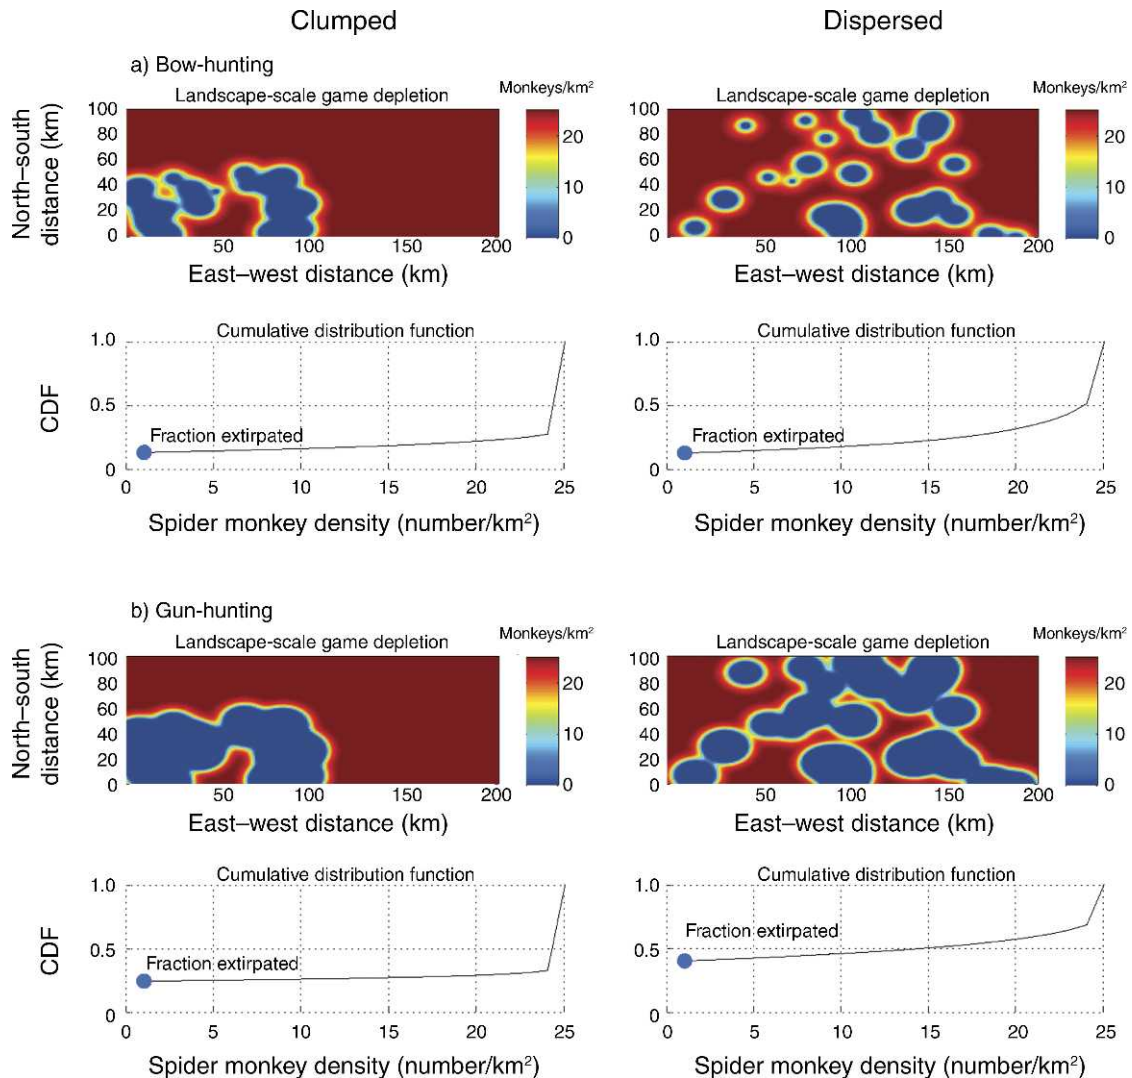 Clumped
Dispersed
a) Bow-hunting
Landscape-scale game depletion
Monkeys/km²
Landscape-scale game depletion
Monkeys/km²
North–south
distance (km)
100
80
60
40
20
0
50
100
150
200
20
10
0
100
80
60
40
20
0
50
100
150
200
20
10
0
East–west distance (km)
East–west distance (km)
Cumulative distribution function
Cumulative distribution function
CDF
1.0
0.5
0
Fraction extirpated
0
5
10
15
20
25
1.0
0.5
0
Fraction extirpated
0
5
10
15
20
25
Spider monkey density (number/km²)
Spider monkey density (number/km²)
b) Gun-hunting
Landscape-scale game depletion
Monkeys/km²
Landscape-scale game depletion
Monkeys/km²
North–south
distance (km)
100
80
60
40
20
0
50
100
150
200
20
10
0
100
80
60
40
20
0
50
100
150
200
20
10
0
East–west distance (km)
East–west distance (km)
Cumulative distribution function
Cumulative distribution function
CDF
1.0
0.5
0
Fraction extirpated
0
5
10
15
20
25
1.0
0.5
0
Fraction extirpated
0
5
10
15
20
25
Spider monkey density (number/km²)
Spider monkey density (number/km²)